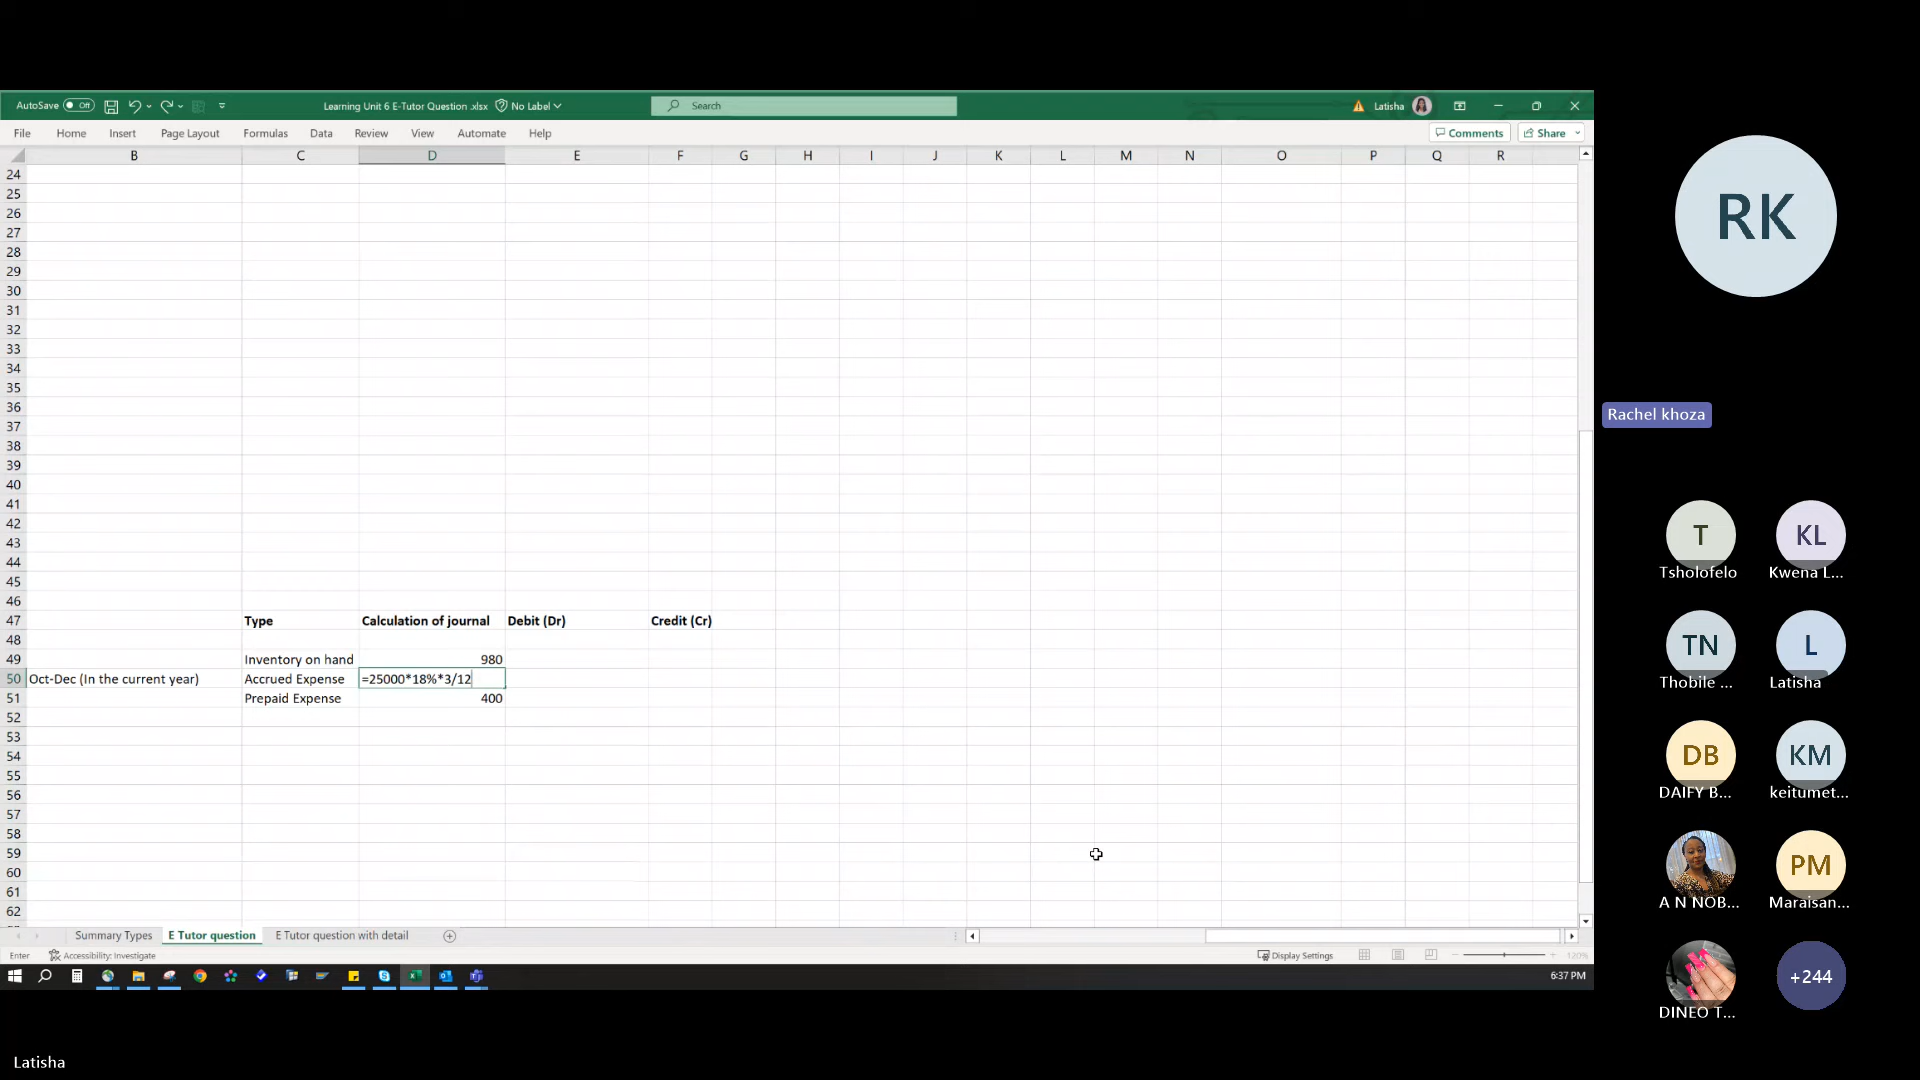 AutoSave Off
Learning Unit 6 E-Tutor Question .xlsx No Label
Search
Latisha
File Home Insert Page Layout Formulas Data Review View Automate Help
Comments Share
B C D E F G H I J K L M N O P Q R
24
25
26
27
28
29
30
31
32
33
34
35
36
37
38
39
40
41
42
43
44
45
46
47 Type Calculation of journal Debit (Dr) Credit (Cr)
48
49 Inventory on hand 980
50 Oct-Dec (In the current year) Accrued Expense =25000*18%*3/12
51 Prepaid Expense 400
52
53
54
55
56
57
58
59
60
61
62
Summary Types E Tutor question E Tutor question with detail
Enter Accessibility: Investigate Display Settings 120%
6:37 PM
Latisha
RK
Rachel khoza
T KL
Tsholofelo Kwena L...
TN L
Thobile ... Latisha
DB KM
DAIFY B... keitumet...
PM
A N NOB... Maraisan...
+244
DINEO T...